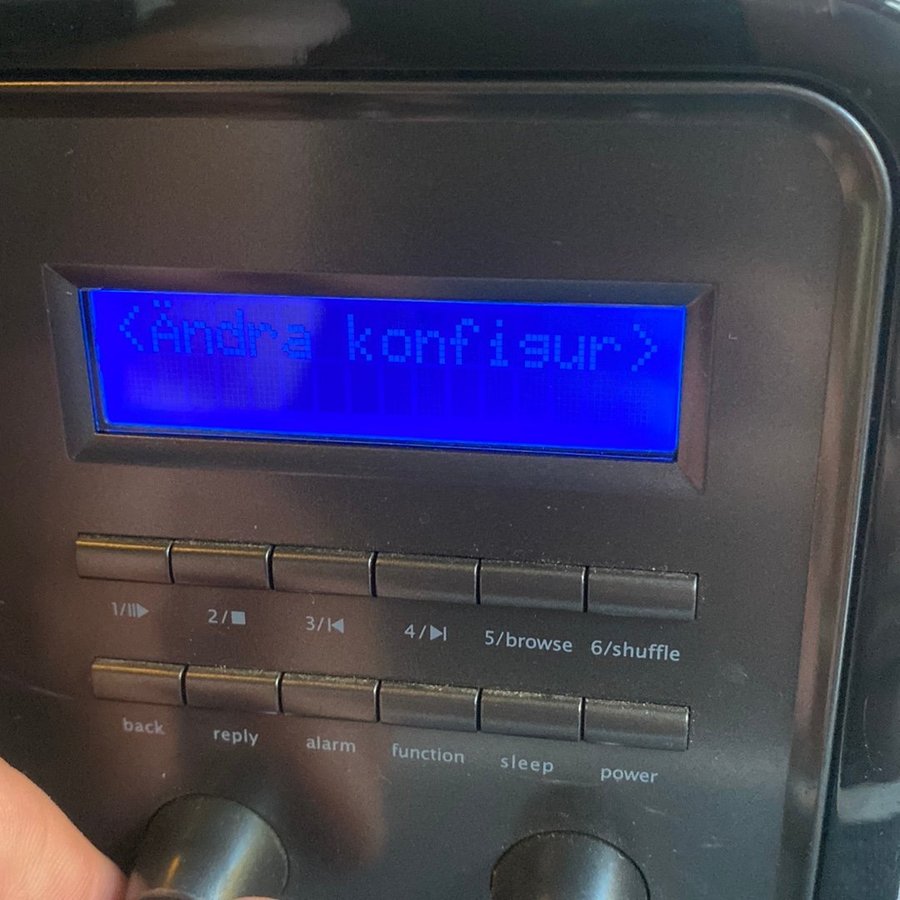 <Ändra konfigur>
1/II▶ 2/■ 3/I◀ 4/▶I 5/browse 6/shuffle
back reply alarm function sleep power